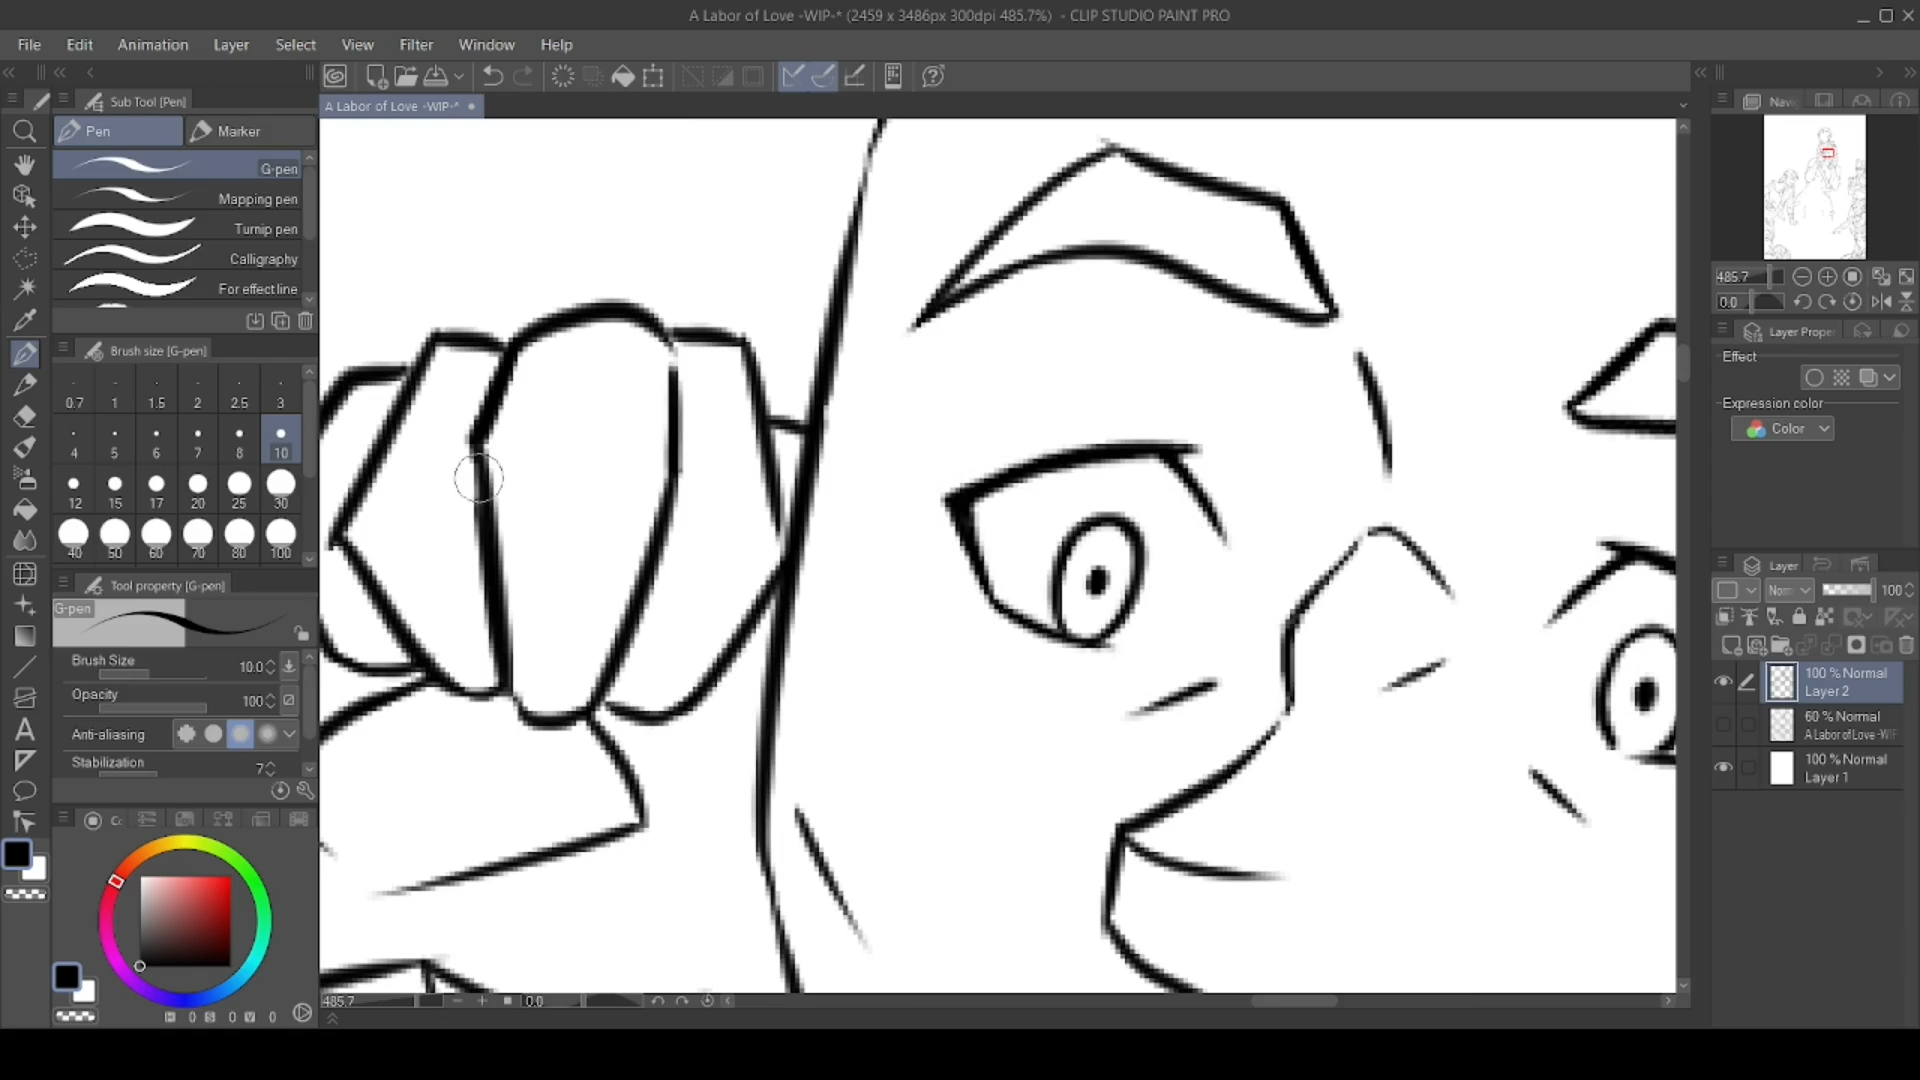 A Labor of Love -WIP-* (2459 x 3486px 300dpi 485.7%) - CLIP STUDIO PAINT PRO
File Edit Animation Layer Select View Filter Window Help
Sub Tool [Pen]
A Labor of Love -WIP-*
Pen Marker
G-pen
Mapping pen
Turnip pen
Calligraphy
For effect line
Brush size [G-pen]
0.7 1 1.5 2 2.5 3
4 5 6 7 8 10
12 15 17 20 25 30
40 50 60 70 80 100
Tool property [G-pen]
G-pen
Brush Size 10.0
Opacity 100
Anti-aliasing
Stabilization 7
H 0 S 0 V 0
485.7 0.0
Navi
485.7
0.0
Layer Proper
Effect
Expression color
Color
Layer
Norm 100
100 % Normal
Layer 2
60 % Normal
A Labor of Love -WIP
100 % Normal
Layer 1